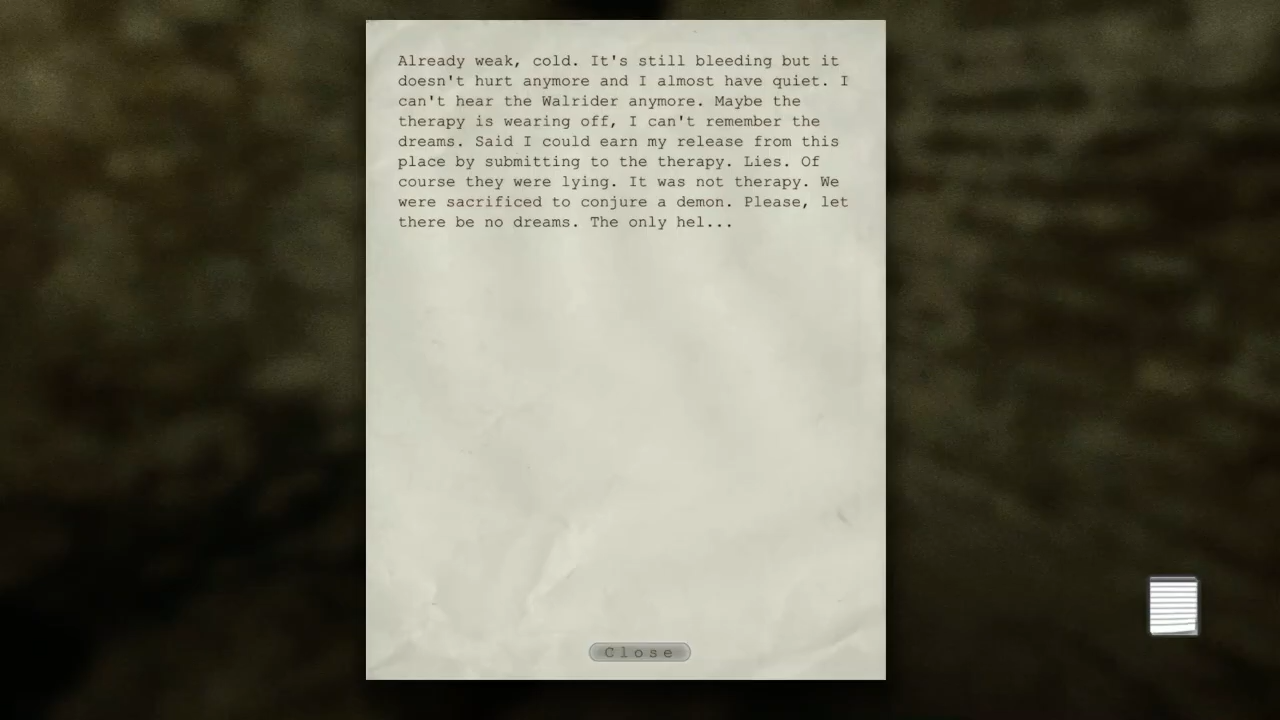 Already weak, cold. It's still bleeding but it
doesn't hurt anymore and I almost have quiet. I
can't hear the Walrider anymore. Maybe the
therapy is wearing off, I can't remember the
dreams. Said I could earn my release from this
place by submitting to the therapy. Lies. Of
course they were lying. It was not therapy. We
were sacrificed to conjure a demon. Please, let
there be no dreams. The only hel...
Close